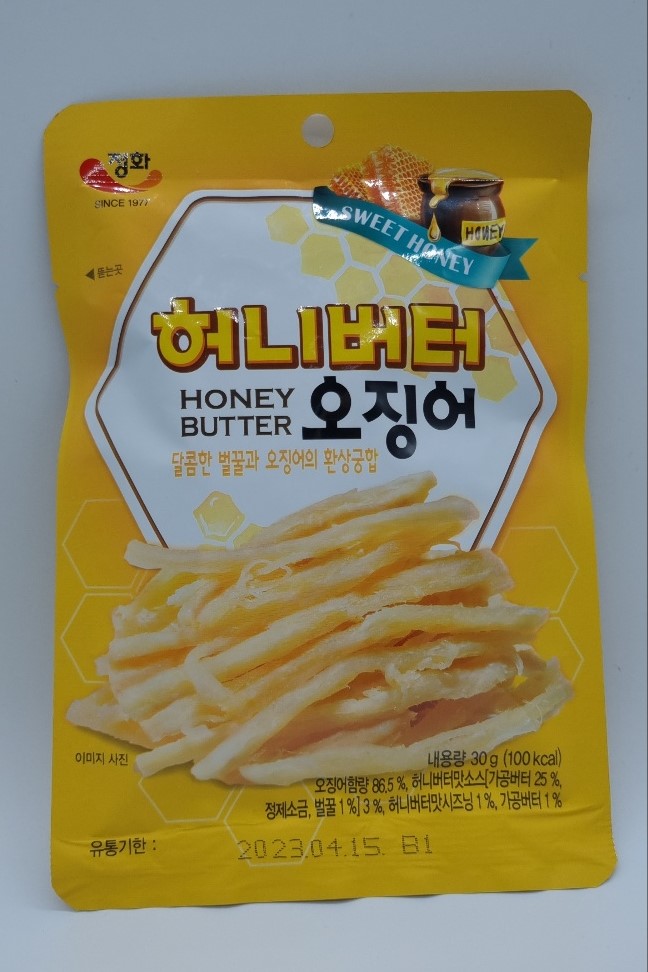 정화
SINCE 1977
SWEET HONEY
HONEY
◀뜯는곳
허니버터
HONEY
BUTTER
오징어
달콤한 벌꿀과 오징어의 환상궁합
이미지 사진
내용량 30g (100kcal)
오징어함량 86.5%, 허니버터맛소스[가공버터 25%,
정제소금, 벌꿀 1%] 3%, 허니버터맛시즈닝 1%, 가공버터 1%
유통기한 : 2023.04.15. B1